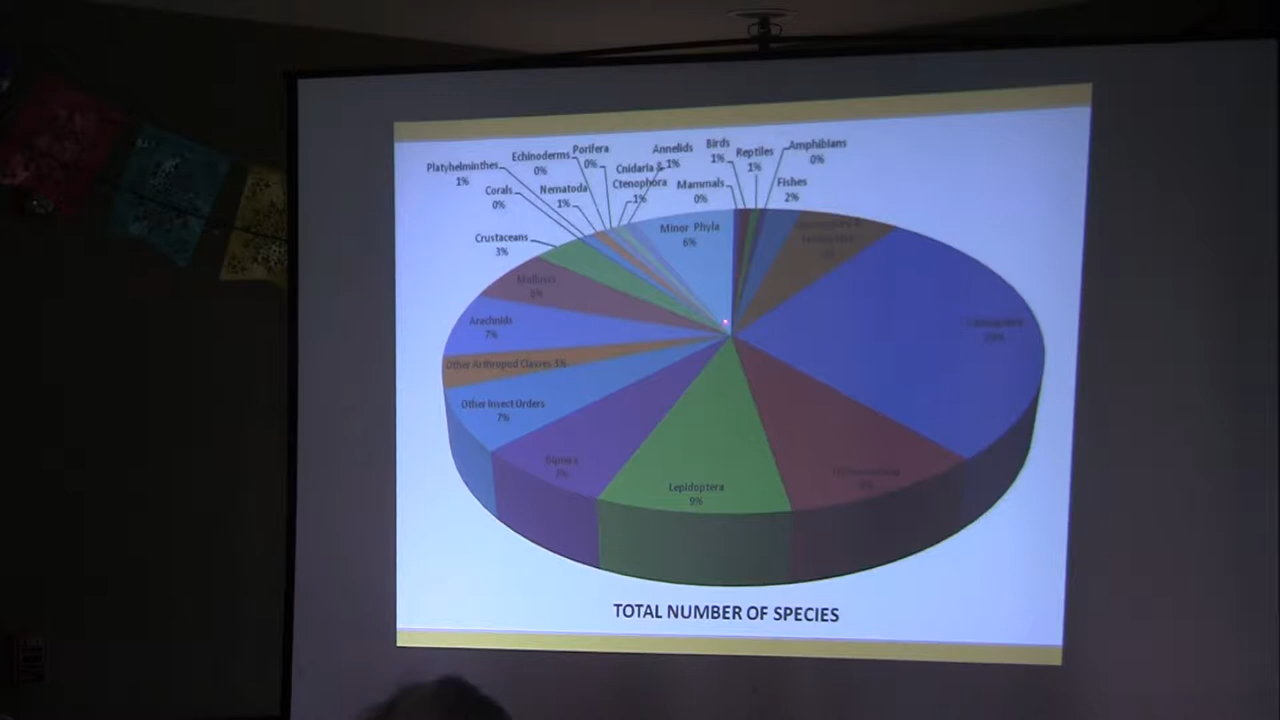 Platyhelminthes
1%
Echinoderms
0%
Porifera
0%
Annelids
1%
Birds
1%
Reptiles
1%
Amphibians
0%
Corals
0%
Nematoda
1%
Cnidaria &
Ctenophora
1%
Mammals
0%
Fishes
2%
Crustaceans
3%
Minor Phyla
6%
Molluscs
6%
Arachnids
7%
Other Arthropod Classes 3%
Other Insect Orders
7%
Diptera
7%
Lepidoptera
9%
TOTAL NUMBER OF SPECIES